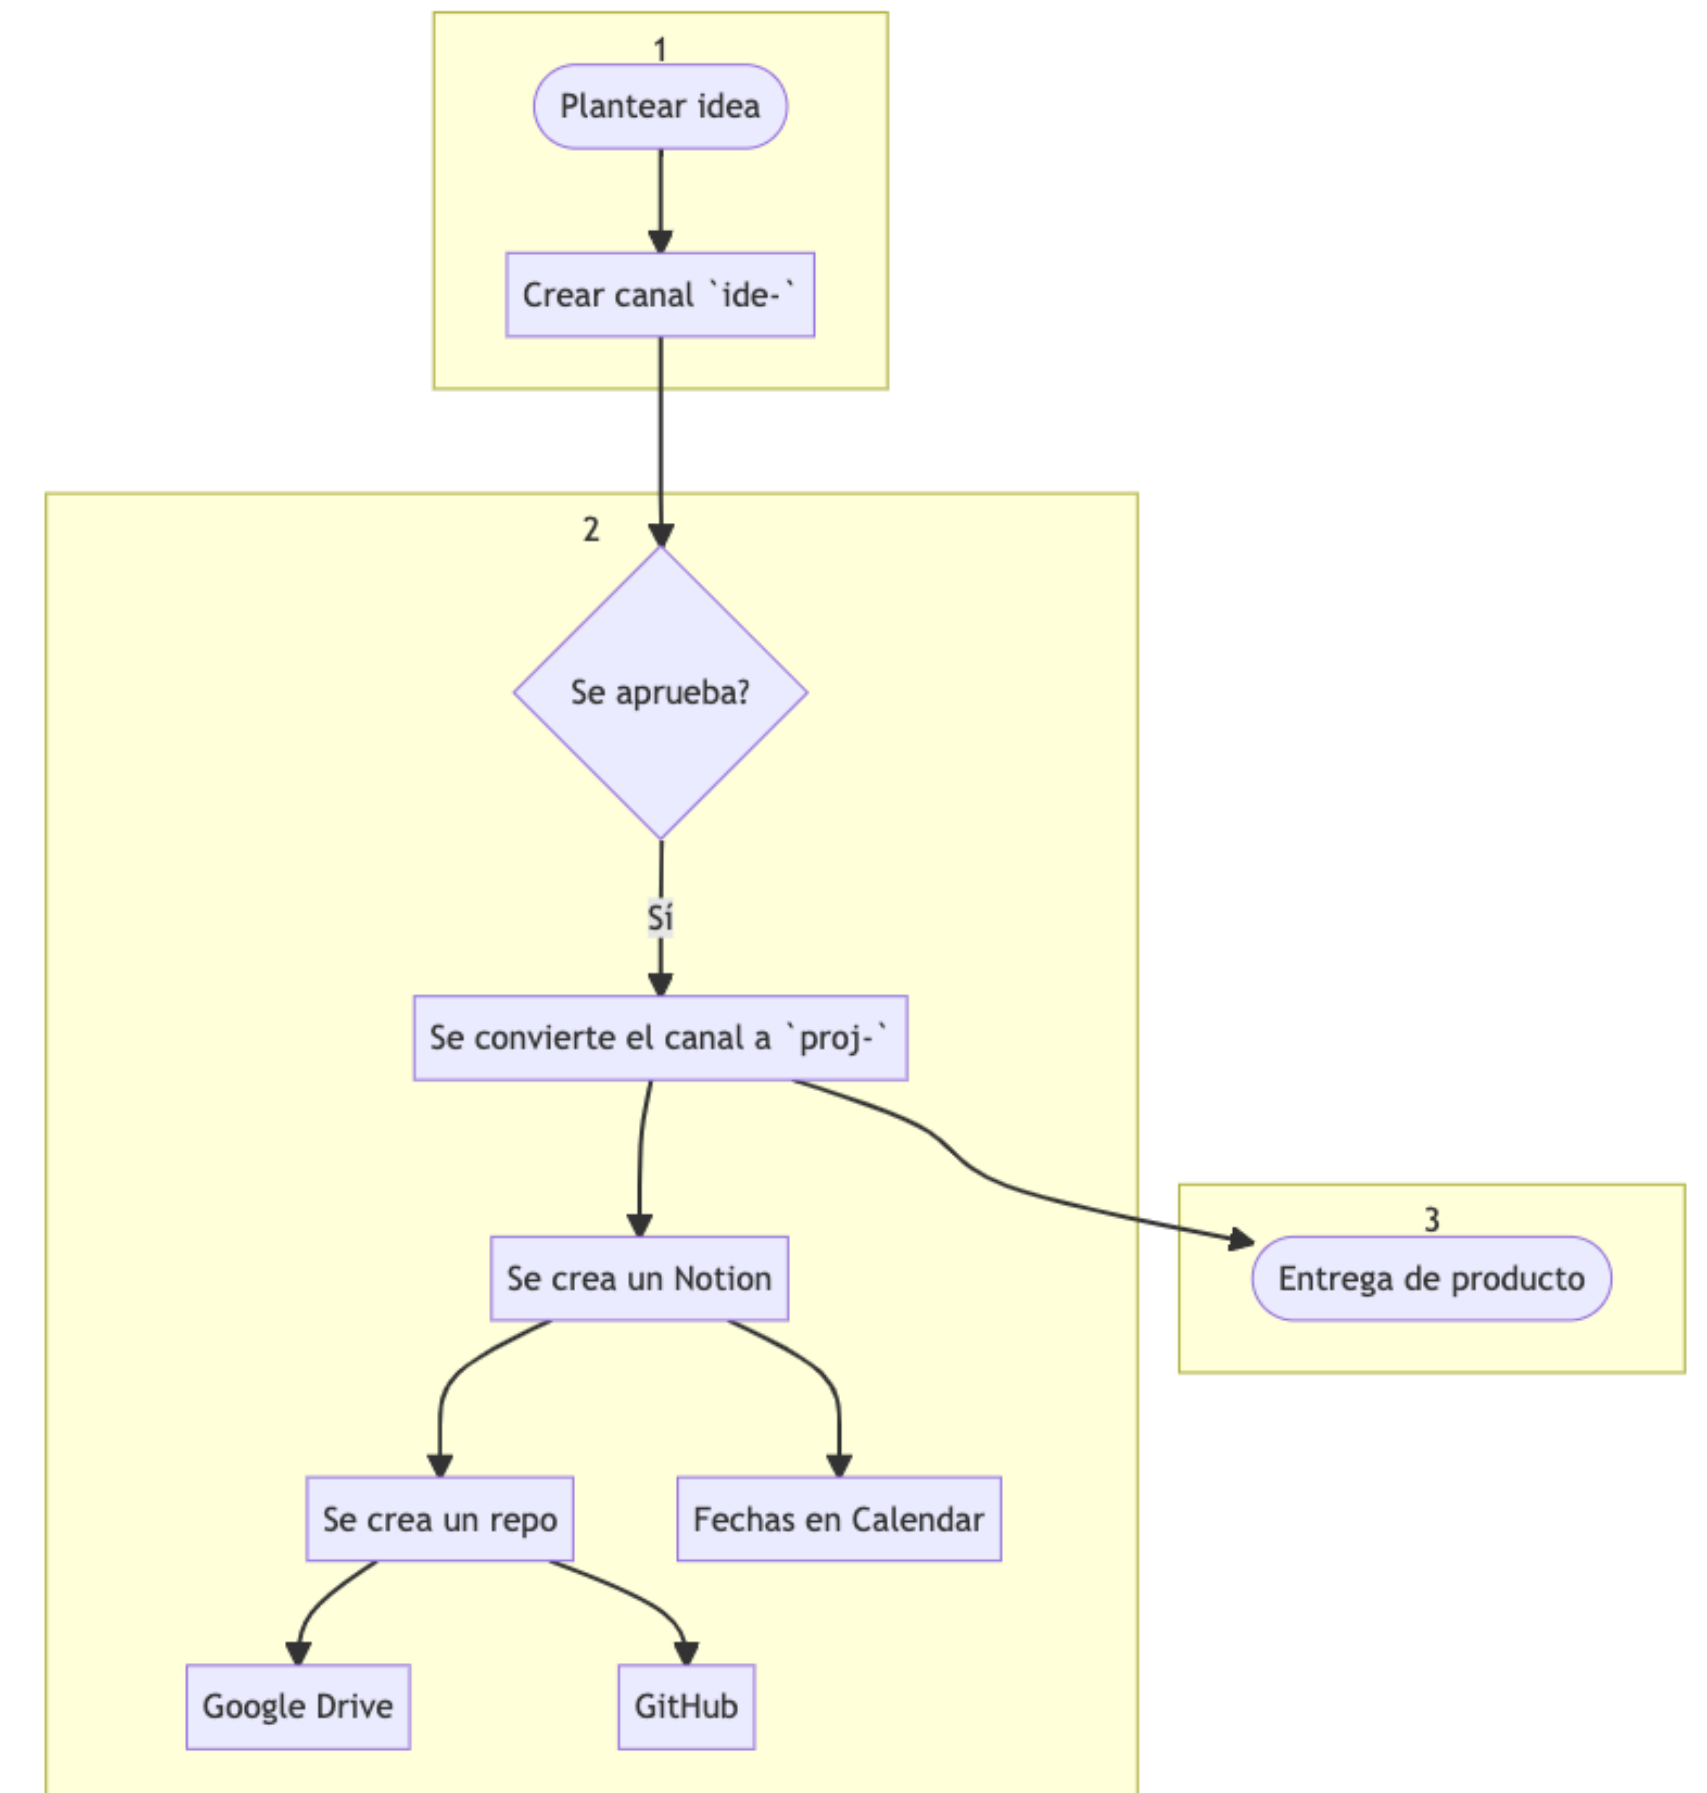 1
Plantear idea
Crear canal `ide-`
2
Se aprueba?
Sí
Se convierte el canal a `proj-`
3
Se crea un Notion
Entrega de producto
Se crea un repo
Fechas en Calendar
Google Drive
GitHub